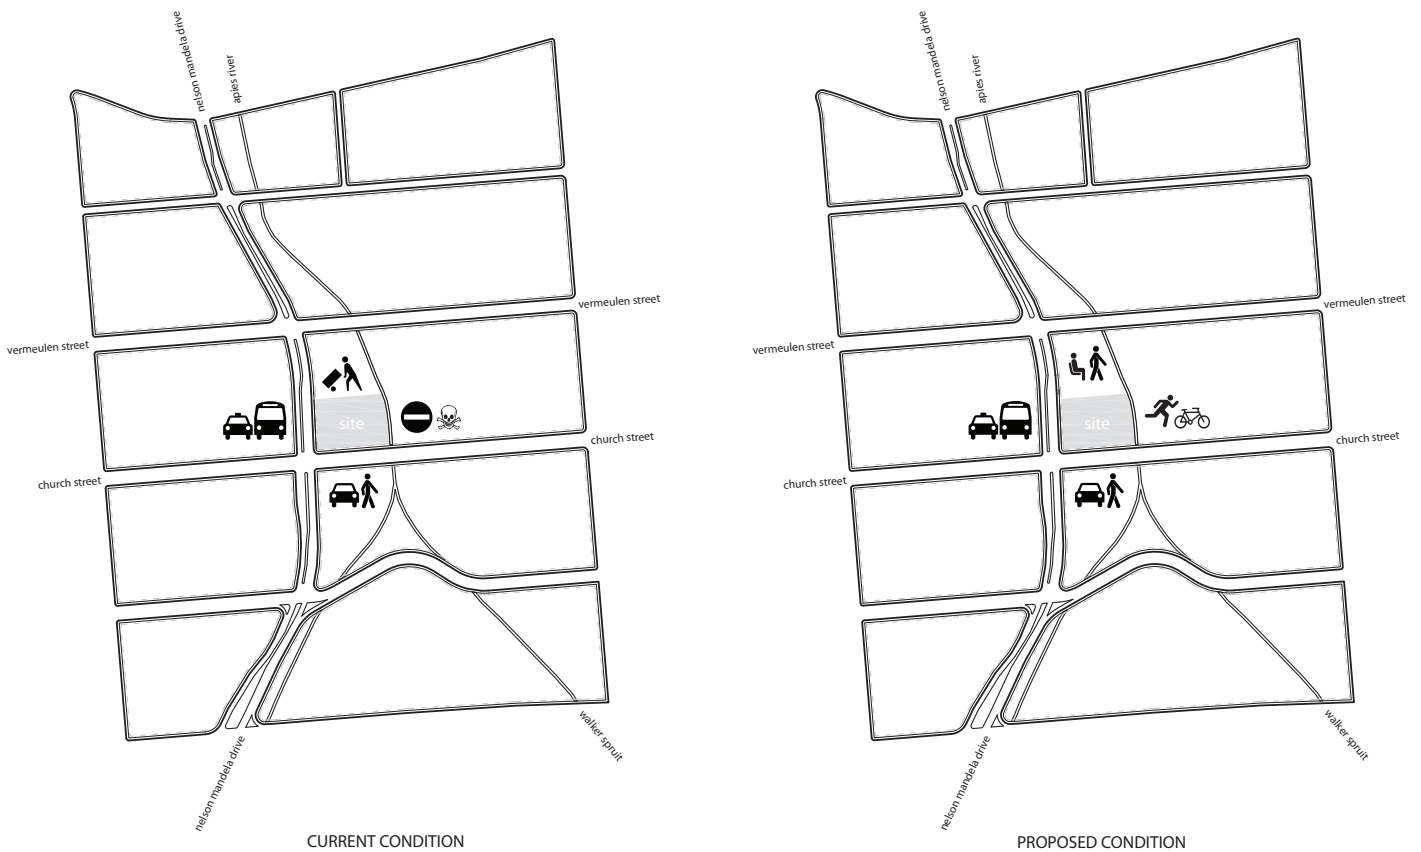 nelson mandela drive
apies river
vermeulen street
vermeulen street
site
church street
church street
walker spruit
nelson mandela drive
CURRENT CONDITION
nelson mandela drive
apies river
vermeulen street
vermeulen street
site
church street
church street
walker spruit
nelson mandela drive
PROPOSED CONDITION